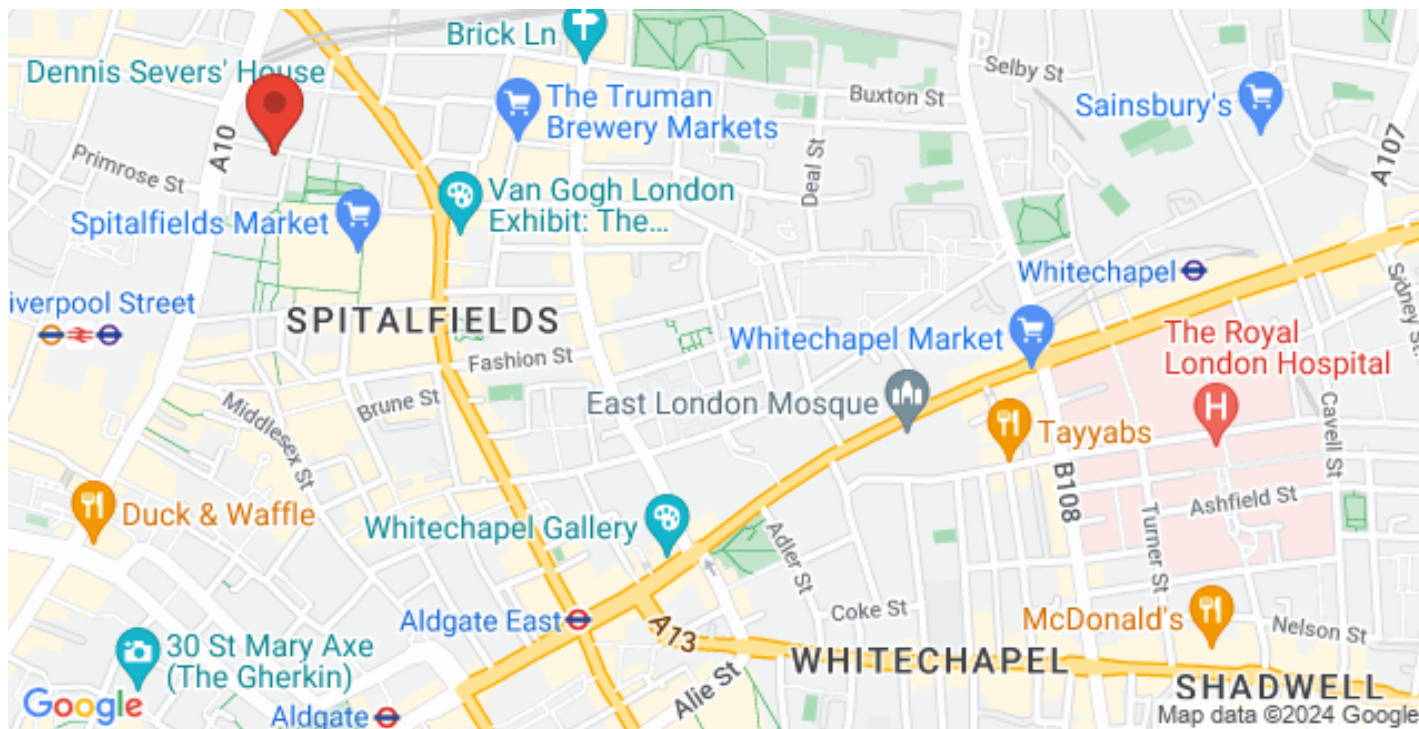 Brick Ln
Dennis Severs' House
Selby St
The Truman
Brewery Markets
Buxton St
Sainsbury's
A10
A107
Primrose St
Deal St
Van Gogh London
Exhibit: The...
Spitalfields Market
Whitechapel
Sidney St
iverpool Street
SPITALFIELDS
Whitechapel Market
The Royal
London Hospital
Fashion St
Brune St
East London Mosque
Middlesex St
Tayyabs
Cavell St
B108
Duck & Waffle
Whitechapel Gallery
Ashfield St
Turner St
Adler St
Coke St
Aldgate East
A13
McDonald's
Nelson St
30 St Mary Axe
(The Gherkin)
WHITECHAPEL
Allie St
SHADWELL
Google
Aldgate
Map data ©2024 Google